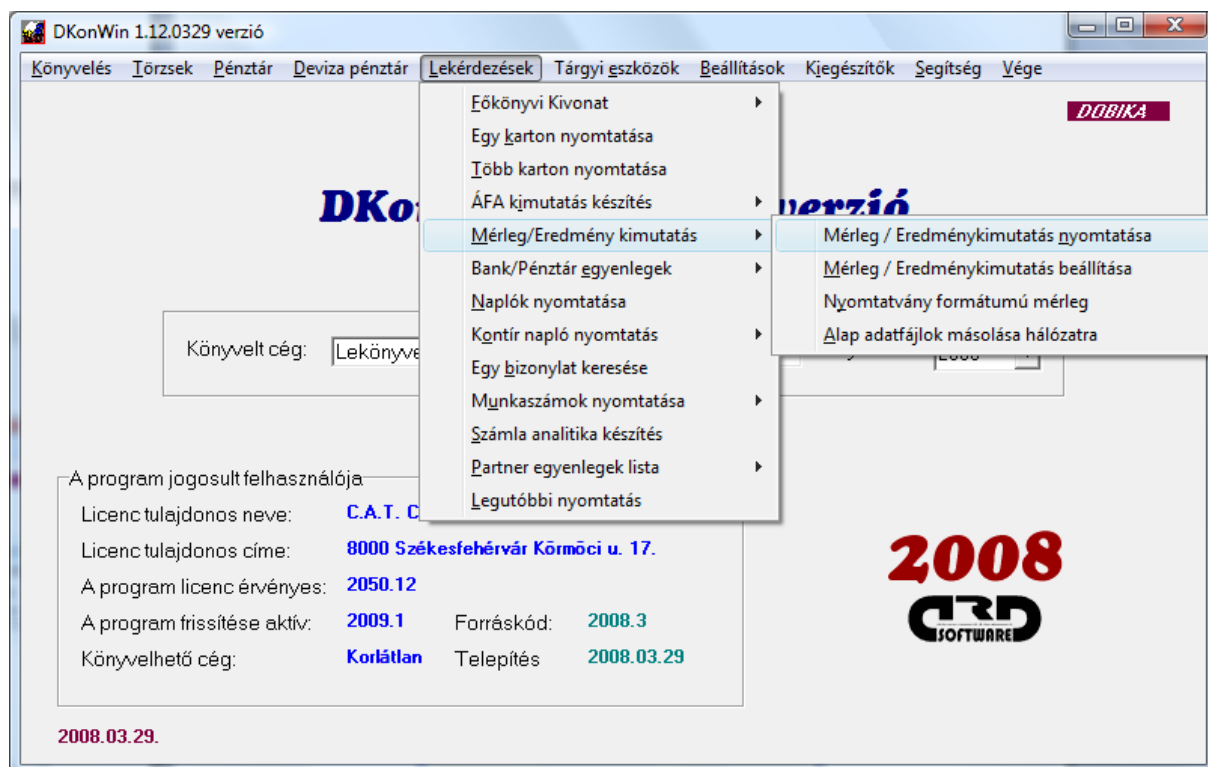 DKonWin 1.12.0329 verzió
Könyvelés Törzsek Pénztár Deviza pénztár Lekérdezések Tárgyi eszközök Beállítások Kiegészítők Segítség Vége
DOBIKA
Főkönyvi Kivonat
Egy karton nyomtatása
Több karton nyomtatása
ÁFA kimutatás készítés
Mérleg/Eredmény kimutatás
Bank/Pénztár egyenlegek
Naplók nyomtatása
Kontír napló nyomtatás
Egy bizonylat keresése
Munkaszámok nyomtatása
Számla analitika készítés
Partner egyenlegek lista
Legutóbbi nyomtatás
Mérleg / Eredménykimutatás nyomtatása
Mérleg / Eredménykimutatás beállítása
Nyomtatvány formátumú mérleg
Alap adatfájlok másolása hálózatra
verzió
Könyvelt cég:
A program jogosult felhasználója
Licenc tulajdonos neve: C.A.T.
Licenc tulajdonos címe: 8000 Székesfehérvár Körmöci u. 17.
A program licenc érvényes: 2050.12
A program frissítése aktív: 2009.1 Forráskód: 2008.3
Könyvelhető cég: Korlátlan Telepítés 2008.03.29
2008
ARD
SOFTWARE
2008.03.29.